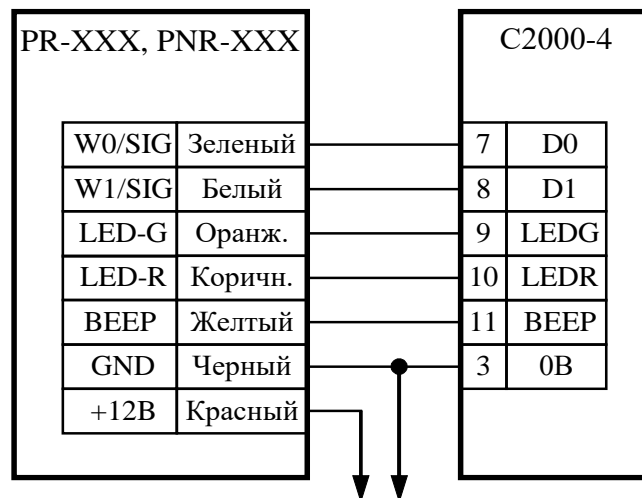 PR-XXX, PNR-XXX C2000-4
W0/SIG Зеленый 7 D0
W1/SIG Белый 8 D1
LED-G Оранж. 9 LEDG
LED-R Коричн. 10 LEDR
BEEP Желтый 11 BEEP
GND Черный 3 0В
+12В Красный